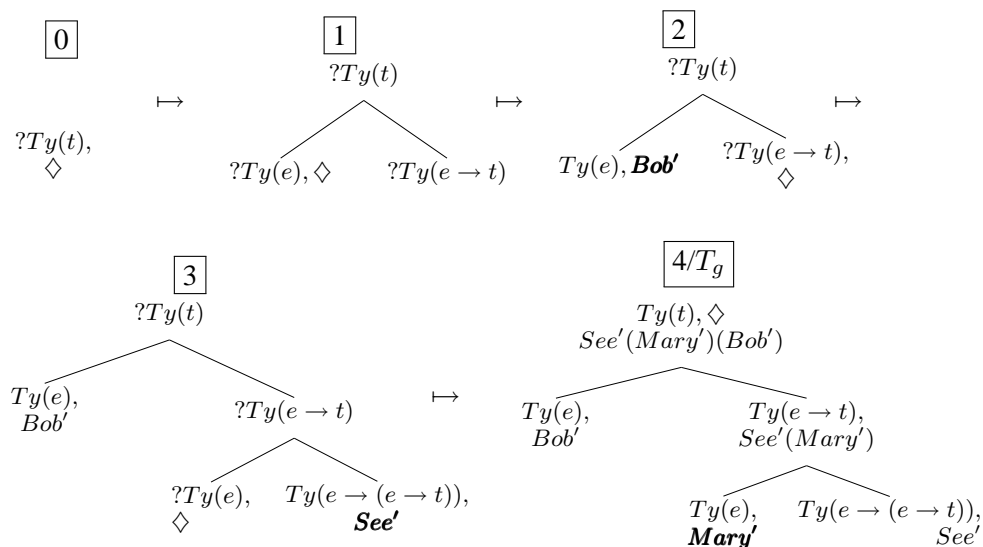 0 1 2
?Ty(t),
◇
↦
?Ty(t)
?Ty(e), ◇ ?Ty(e → t)
↦
?Ty(t)
Ty(e), Bob′ ?Ty(e → t),
◇
↦
3
?Ty(t)
Ty(e),
Bob′
?Ty(e → t)
?Ty(e),
◇
Ty(e → (e → t)),
See′
↦
4/T_g
Ty(t), ◇
See′(Mary′)(Bob′)
Ty(e),
Bob′
Ty(e → t),
See′(Mary′)
Ty(e),
Mary′
Ty(e → (e → t)),
See′